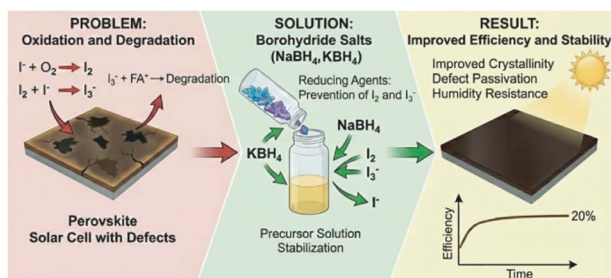 PROBLEM:
Oxidation and Degradation
I⁻ + O₂ → I₂
I₂ + I⁻ → I₃⁻
I₃⁻ + FA⁺ → Degradation
Perovskite
Solar Cell with Defects
SOLUTION:
Borohydride Salts
(NaBH₄, KBH₄)
Reducing Agents:
Prevention of I₂ and I₃⁻
NaBH₄
KBH₄
I₂
I₃⁻
I⁻
Precursor Solution
Stabilization
RESULT:
Improved Efficiency and Stability
Improved Crystallinity
Defect Passivation
Humidity Resistance
Efficiency
20%
Time